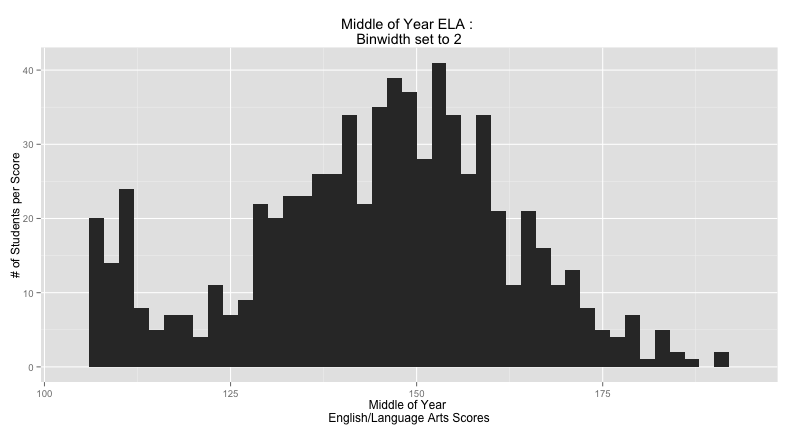 Middle of Year ELA :
Binwidth set to 2
# of Students per Score
40
30
20
10
0
100
125
150
175
Middle of Year
English/Language Arts Scores